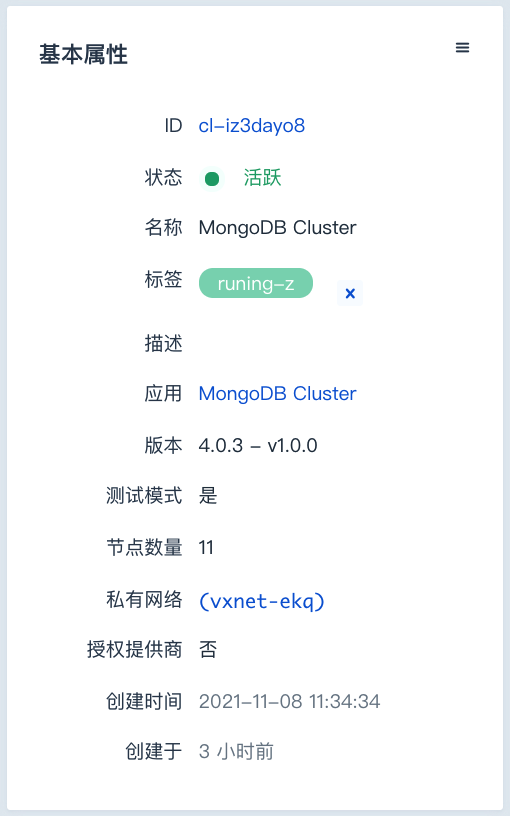 基本属性
ID cl-iz3dayo8
状态 活跃
名称 MongoDB Cluster
标签 runing-z x
描述
应用 MongoDB Cluster
版本 4.0.3 - v1.0.0
测试模式 是
节点数量 11
私有网络 (vxnet-ekq)
授权提供商 否
创建时间 2021-11-08 11:34:34
创建于 3 小时前